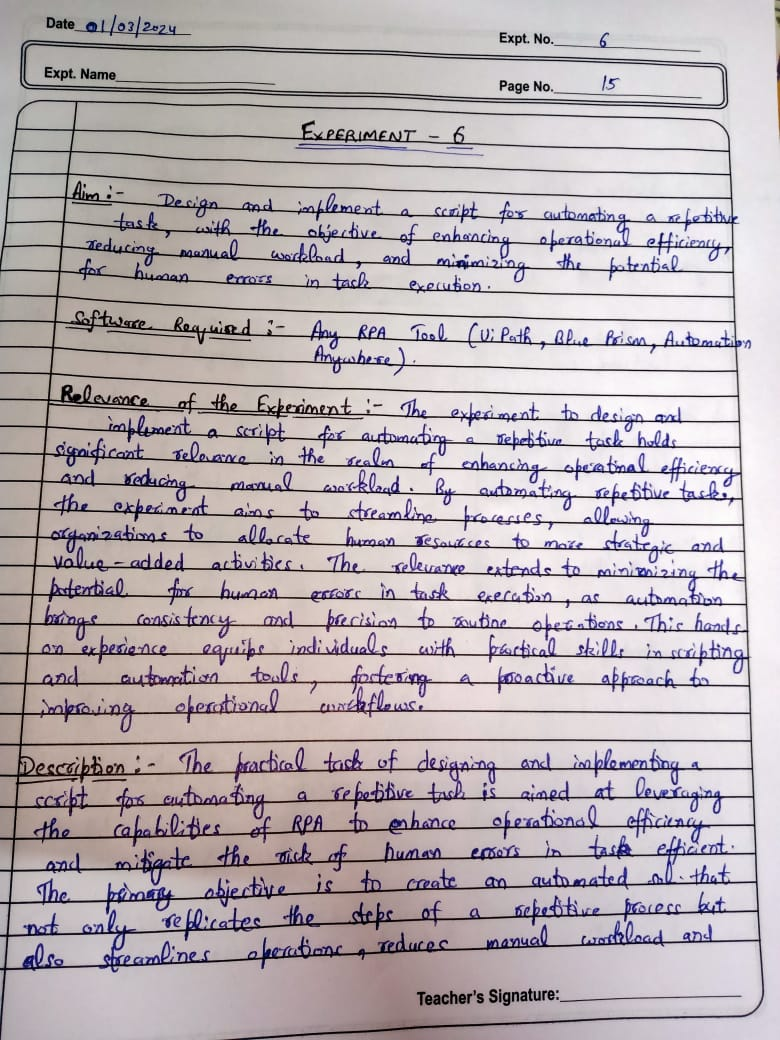 Date 01/03/2024
Expt. No. 6
Expt. Name
Page No. 15
EXPERIMENT - 6
Aim :- Design and implement a script for automating a repetitive
task, with the objective of enhancing operational efficiency,
reducing manual workload, and minimizing the potential
for human errors in task execution.
Software Required :- Any RPA Tool (Ui Path, Blue Prism, Automation
Anywhere).
Relevance of the Experiment :- The experiment to design and
implement a script for automating a repetitive task holds
significant relevance in the realm of enhancing operational efficiency
and reducing manual workload. By automating repetitive tasks,
the experiment aims to streamline processes, allowing
organizations to allocate human resources to more strategic and
value-added activities. The relevance extends to minimizing the
potential for human errors in task execution, as automation
brings consistency and precision to routine operations. This hands
on experience equips individuals with practical skills in scripting
and automation tools, fostering a proactive approach to
improving operational workflows.
Description :- The practical task of designing and implementing a
script for automating a repetitive task is aimed at leveraging
the capabilities of RPA to enhance operational efficiency
and mitigate the risk of human errors in task efficient.
The primary objective is to create an automated sol. that
not only replicates the steps of a repetitive process but
also streamlines operations, reduces manual workload and
Teacher's Signature: